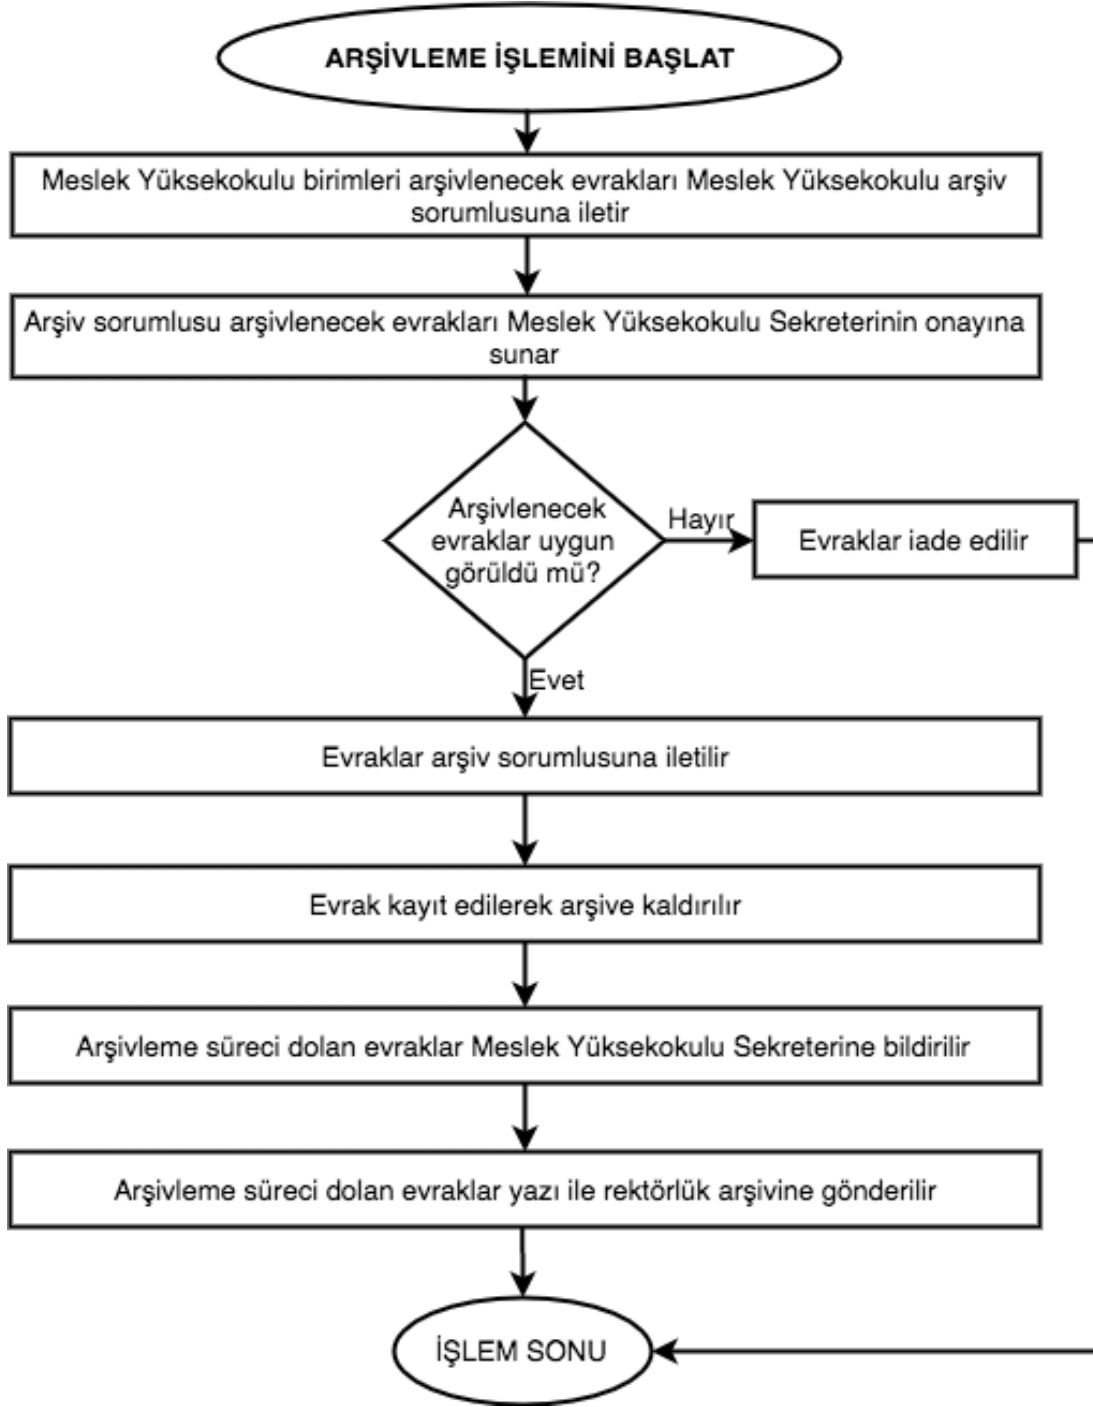 ARŞİVLEME İŞLEMİNİ BAŞLAT
Meslek Yüksekokulu birimleri arşivlenecek evrakları Meslek Yüksekokulu arşiv
sorumlusuna iletir
Arşiv sorumlusu arşivlenecek evrakları Meslek Yüksekokulu Sekreterinin onayına
sunar
Arşivlenecek
evraklar uygun
görüldü mü?
Hayır
Evraklar iade edilir
Evet
Evraklar arşiv sorumlusuna iletilir
Evrak kayıt edilerek arşive kaldırılır
Arşivleme süreci dolan evraklar Meslek Yüksekokulu Sekreterine bildirilir
Arşivleme süreci dolan evraklar yazı ile rektörlük arşivine gönderilir
İŞLEM SONU